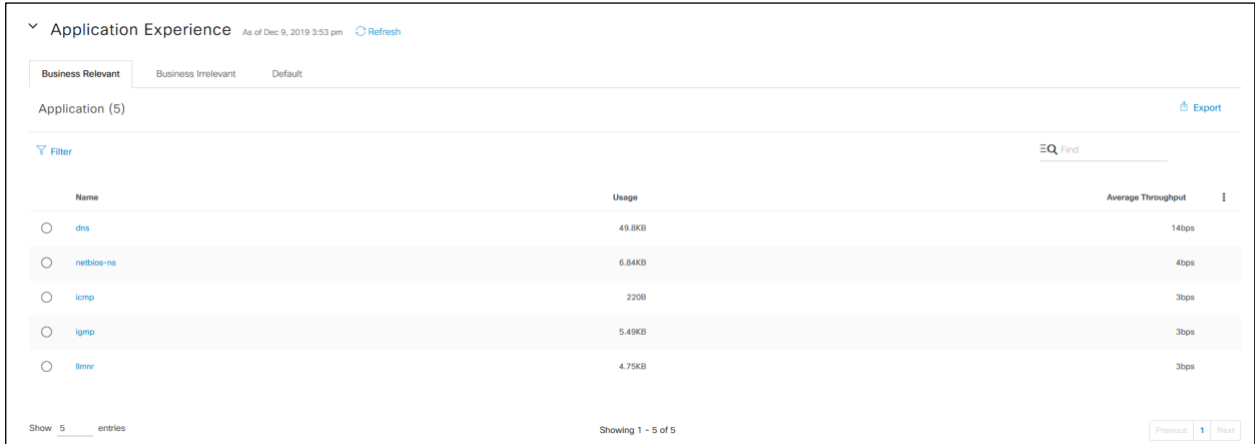 Application Experience As of Dec 9, 2019 3:53 pm Refresh
Business Relevant Business Irrelevant Default
Application (5) Export
Filter Find
Name Usage Average Throughput
dns 49.8KB 14bps
netbios-ns 6.84KB 4bps
icmp 220B 3bps
igmp 5.49KB 3bps
llmnr 4.75KB 3bps
Show 5 entries Showing 1 - 5 of 5 Previous 1 Next